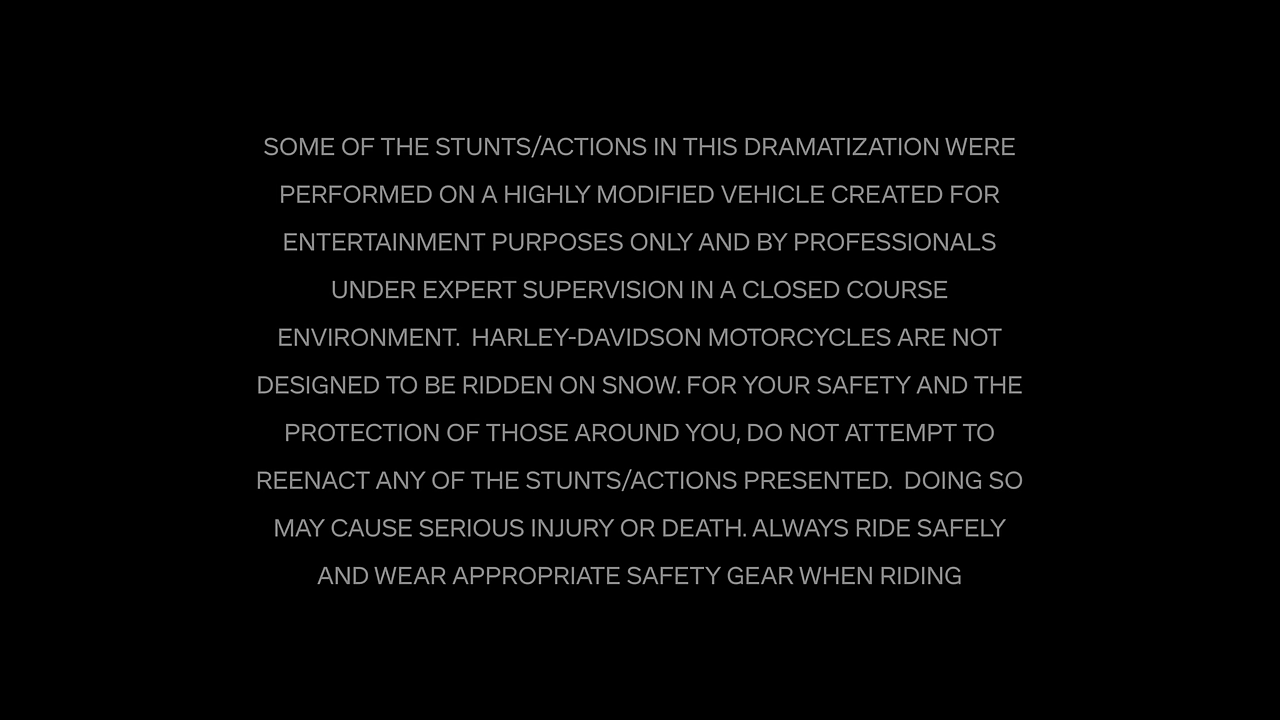 SOME OF THE STUNTS/ACTIONS IN THIS DRAMATIZATION WERE
PERFORMED ON A HIGHLY MODIFIED VEHICLE CREATED FOR
ENTERTAINMENT PURPOSES ONLY AND BY PROFESSIONALS
UNDER EXPERT SUPERVISION IN A CLOSED COURSE
ENVIRONMENT.  HARLEY-DAVIDSON MOTORCYCLES ARE NOT
DESIGNED TO BE RIDDEN ON SNOW. FOR YOUR SAFETY AND THE
PROTECTION OF THOSE AROUND YOU, DO NOT ATTEMPT TO
REENACT ANY OF THE STUNTS/ACTIONS PRESENTED.  DOING SO
MAY CAUSE SERIOUS INJURY OR DEATH. ALWAYS RIDE SAFELY
AND WEAR APPROPRIATE SAFETY GEAR WHEN RIDING